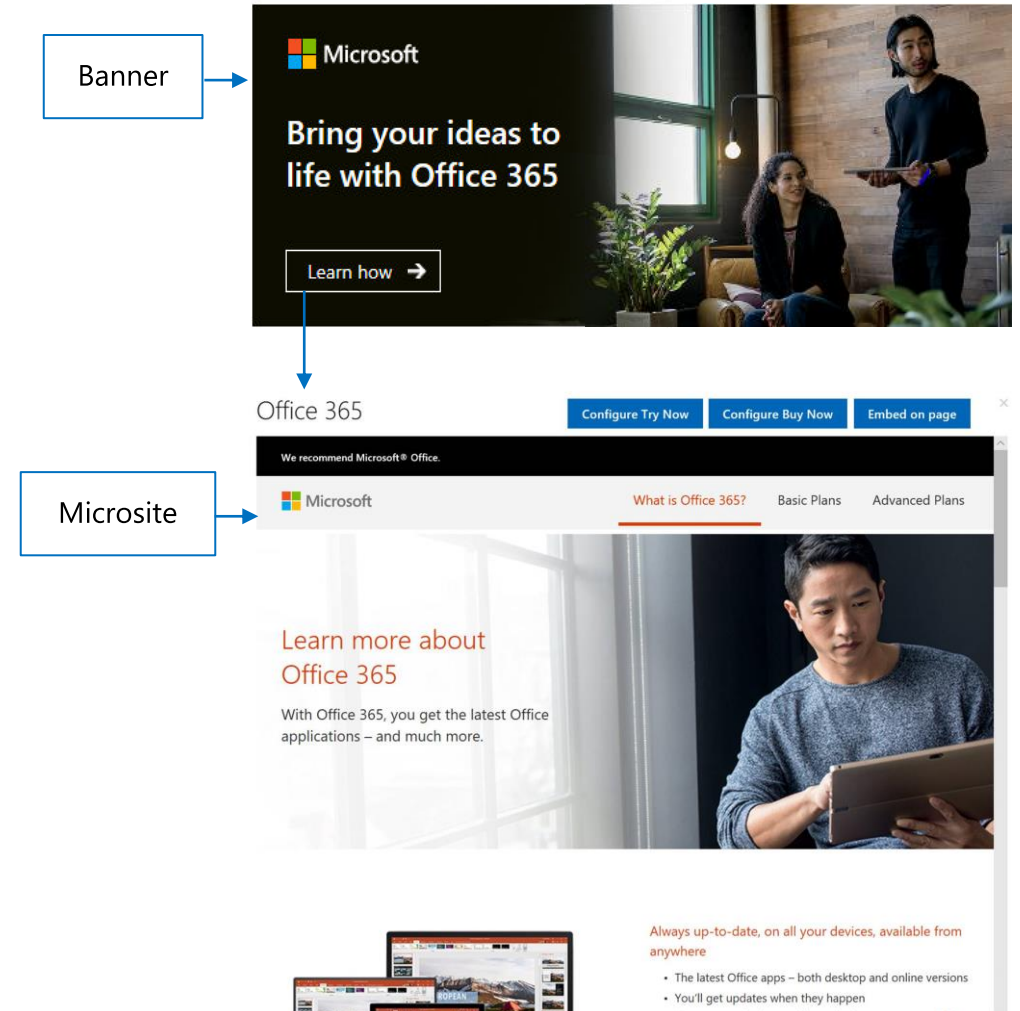 Banner
Microsoft
Bring your ideas to
life with Office 365
Learn how →
Office 365
Configure Try Now
Configure Buy Now
Embed on page
×
We recommend Microsoft® Office.
Microsite
Microsoft
What is Office 365?
Basic Plans
Advanced Plans
Learn more about
Office 365
With Office 365, you get the latest Office
applications – and much more.
Always up-to-date, on all your devices, available from
anywhere
• The latest Office apps – both desktop and online versions
• You'll get updates when they happen